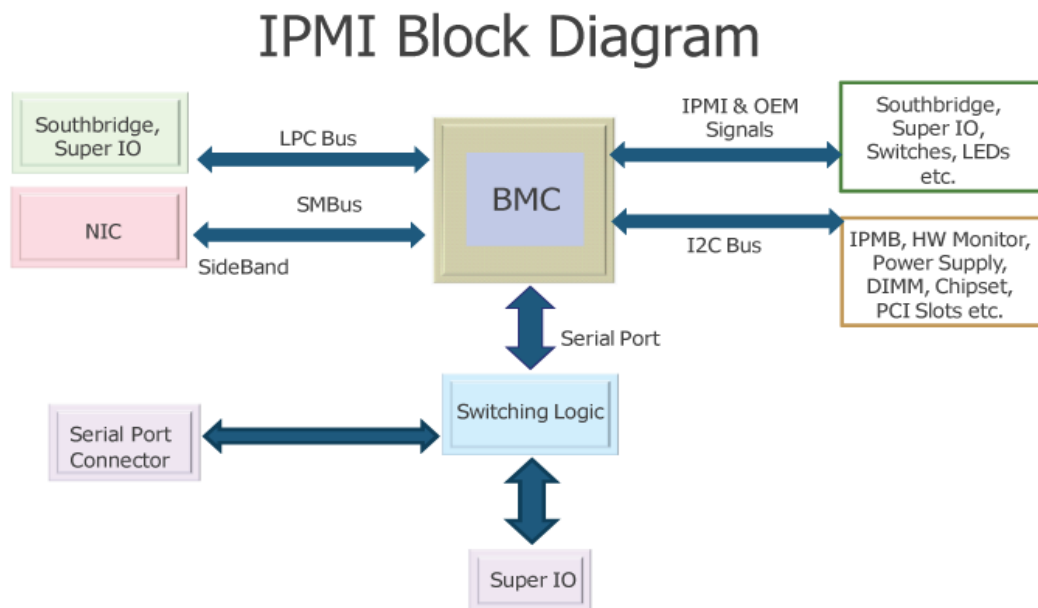 IPMI Block Diagram
Southbridge,
Super IO
LPC Bus
BMC
IPMI & OEM
Signals
Southbridge,
Super IO,
Switches, LEDs
etc.
NIC
SMBus
SideBand
I2C Bus
IPMB, HW Monitor,
Power Supply,
DIMM, Chipset,
PCI Slots etc.
Serial Port
Switching Logic
Serial Port
Connector
Super IO